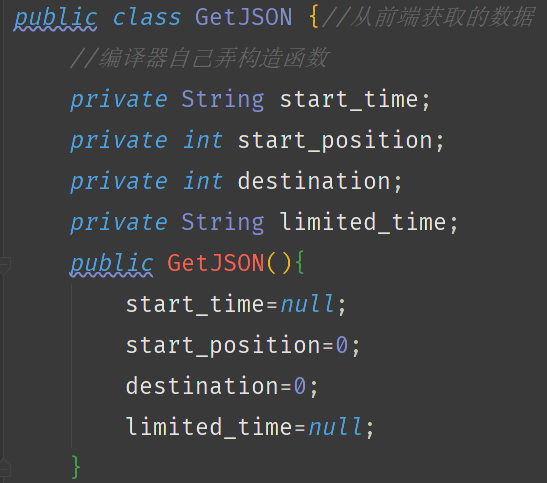 public class GetJSON {//从前端获取的数据
//编译器自己弄构造函数
private String start_time;
private int start_position;
private int destination;
private String limited_time;
public GetJSON(){
start_time=null;
start_position=0;
destination=0;
limited_time=null;
}